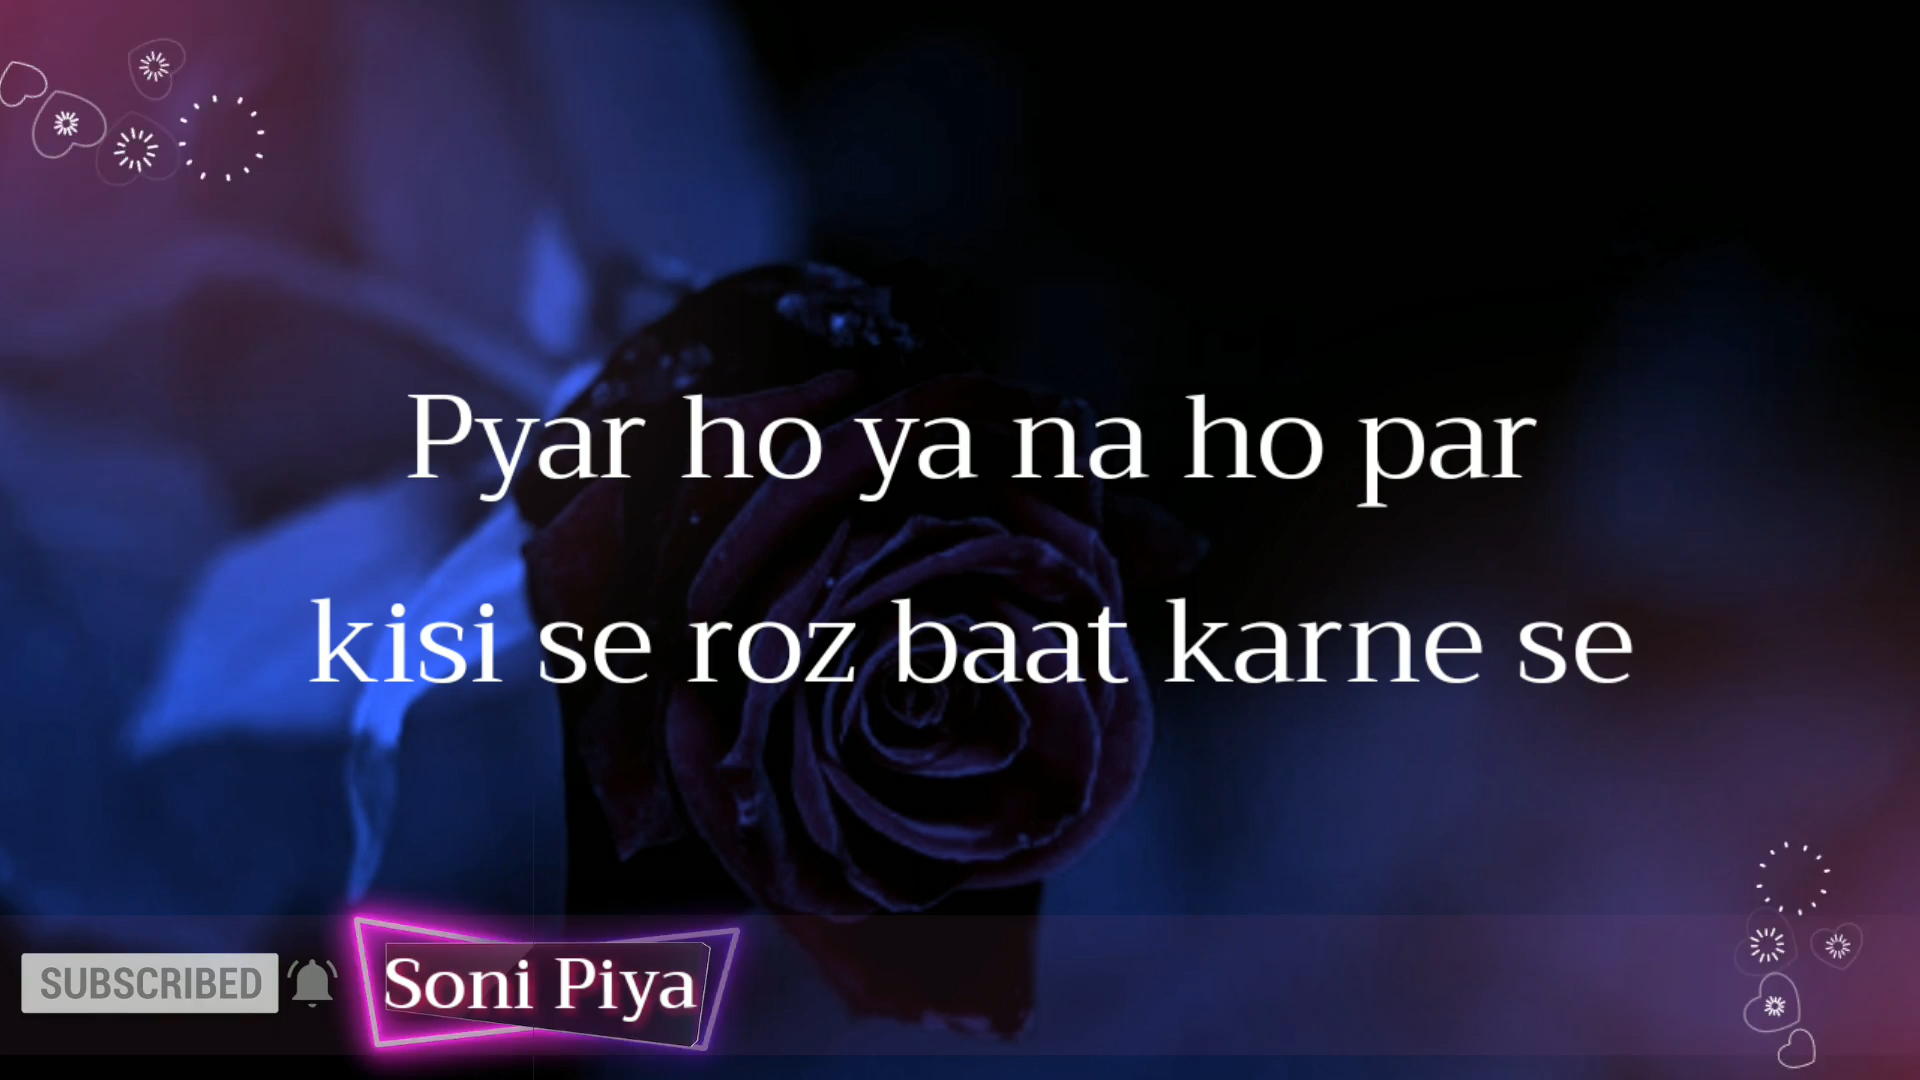 Pyar ho ya na ho par
kisi se roz baat karne se
SUBSCRIBED
Soni Piya